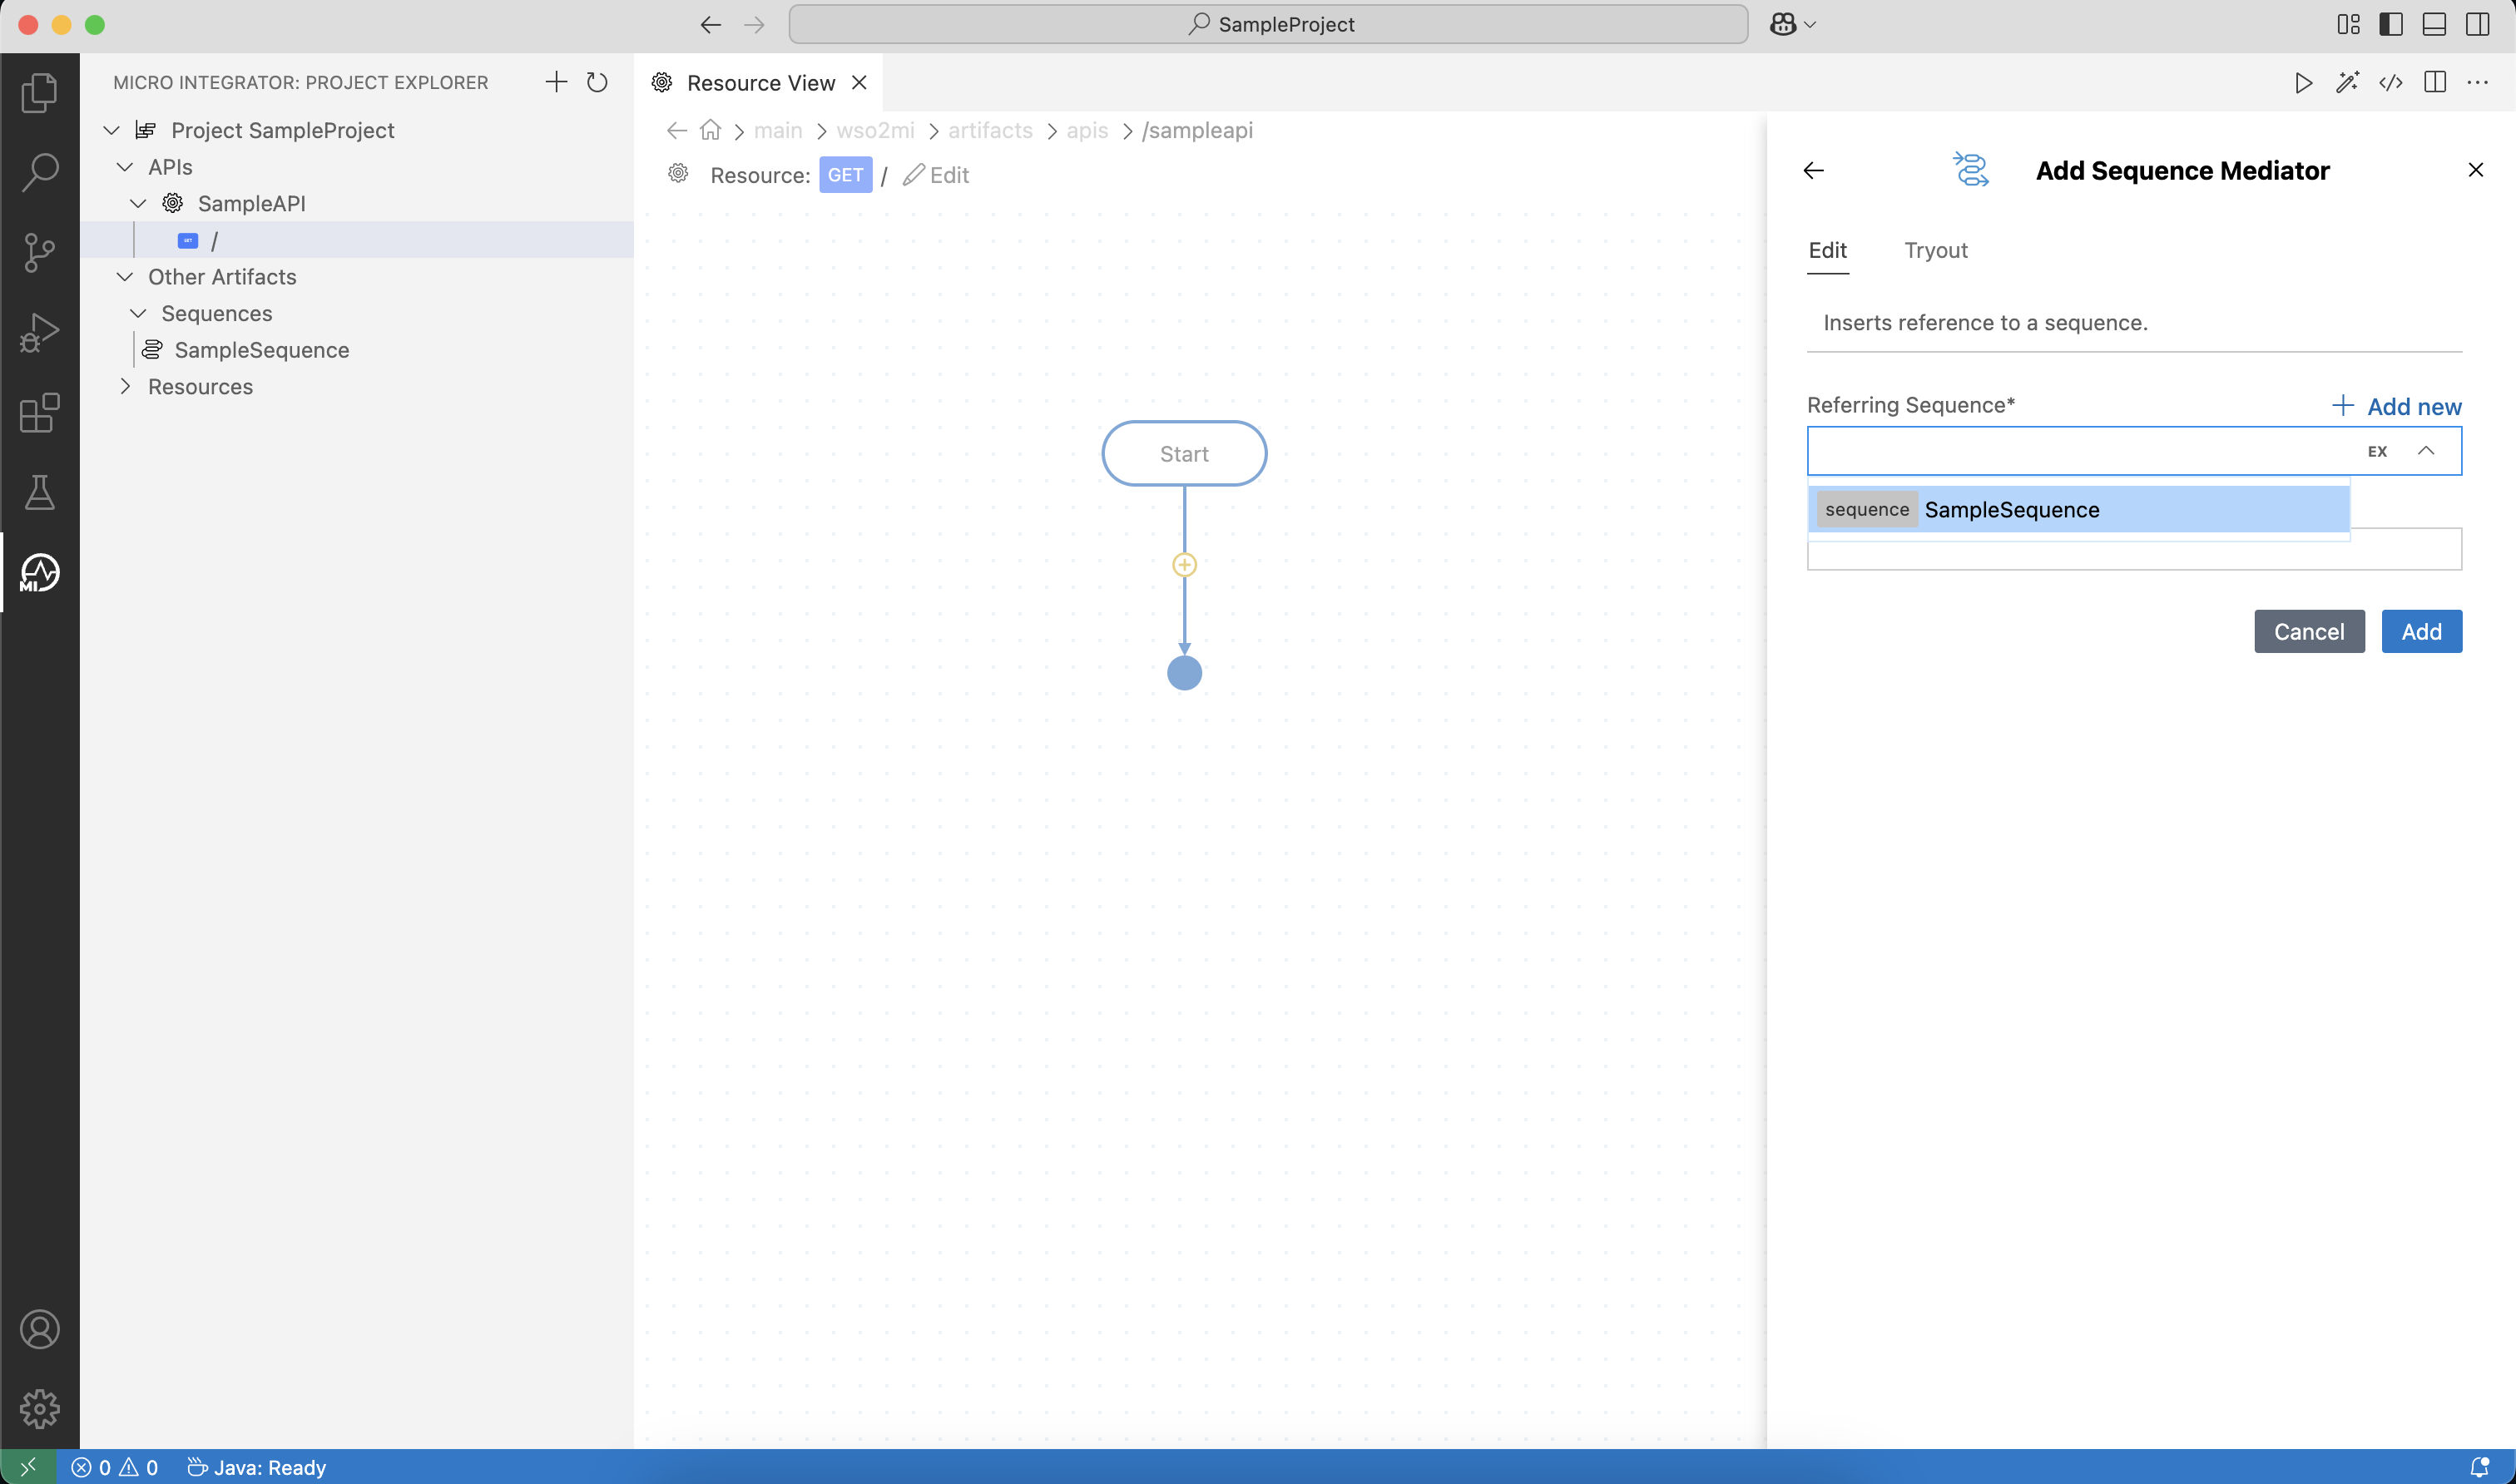 SampleProject
MICRO INTEGRATOR: PROJECT EXPLORER
Project SampleProject
APIs
SampleAPI
GET /
Other Artifacts
Sequences
SampleSequence
Resources
MI
Resource View
main > wso2mi > artifacts > apis > /sampleapi
Resource: GET / Edit
Start
Add Sequence Mediator
Edit Tryout
Inserts reference to a sequence.
Referring Sequence* Add new
EX
sequence SampleSequence
Cancel Add
0 0 Java: Ready